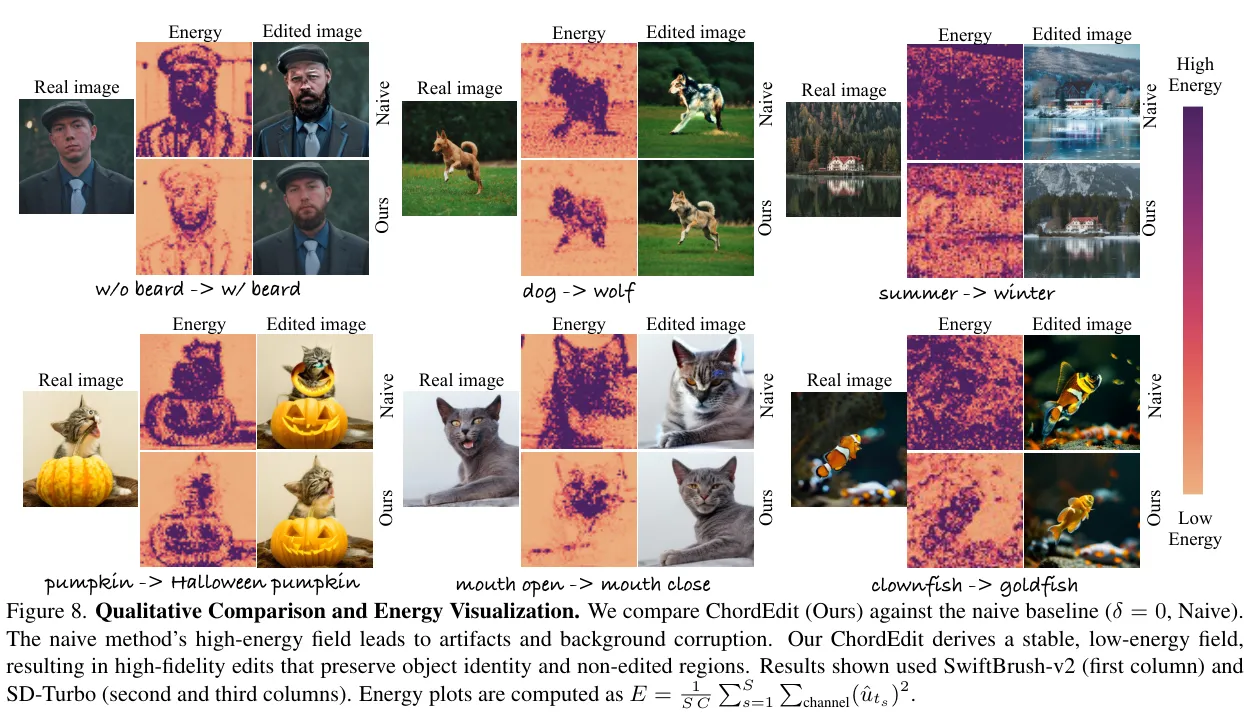 Energy Edited image
Real image
Naive
Ours
w/o beard -> w/ beard
Energy Edited image
Real image
Naive
Ours
dog -> wolf
Energy Edited image
Real image
Naive
Ours
summer -> winter
High
Energy
Low
Energy
Energy Edited image
Real image
Naive
Ours
pumpkin -> Halloween pumpkin
Energy Edited image
Real image
Naive
Ours
mouth open -> mouth close
Energy Edited image
Real image
Naive
Ours
clownfish -> goldfish
Figure 8. Qualitative Comparison and Energy Visualization. We compare ChordEdit (Ours) against the naive baseline (δ = 0, Naive).
The naive method's high-energy field leads to artifacts and background corruption. Our ChordEdit derives a stable, low-energy field,
resulting in high-fidelity edits that preserve object identity and non-edited regions. Results shown used SwiftBrush-v2 (first column) and
SD-Turbo (second and third columns). Energy plots are computed as E = \frac{1}{S C} \sum_{s=1}^{S} \sum_{channel} (\hat{u}_{t_s})^2.